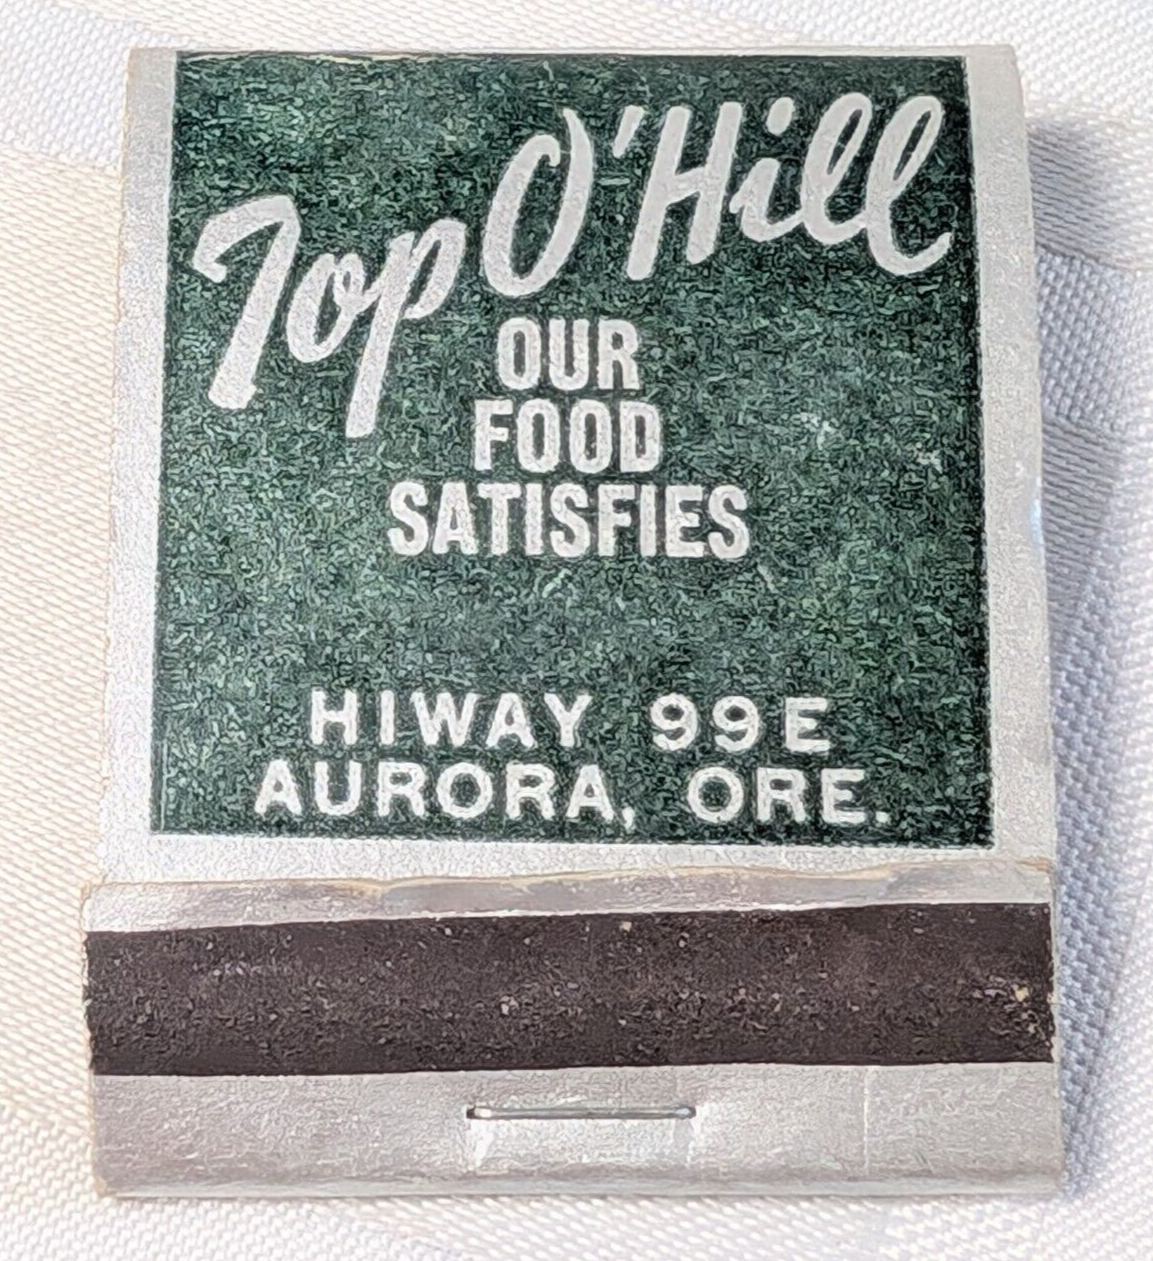 Top O'Hill
OUR
FOOD
SATISFIES
HIWAY 99E
AURORA, ORE.